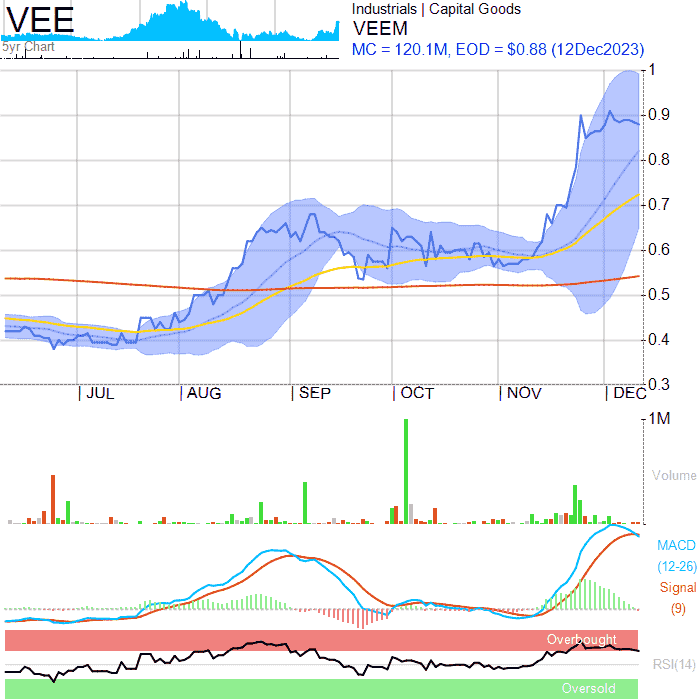 VEE
5yr Chart
Industrials | Capital Goods
VEEM
MC = 120.1M, EOD = $0.88 (12Dec2023)
1
0.9
0.8
0.7
0.6
0.5
0.4
0.3
| JUL | AUG | SEP | OCT | NOV | DEC
1M
Volume
MACD
(12-26)
Signal
(9)
Overbought
RSI(14)
Oversold